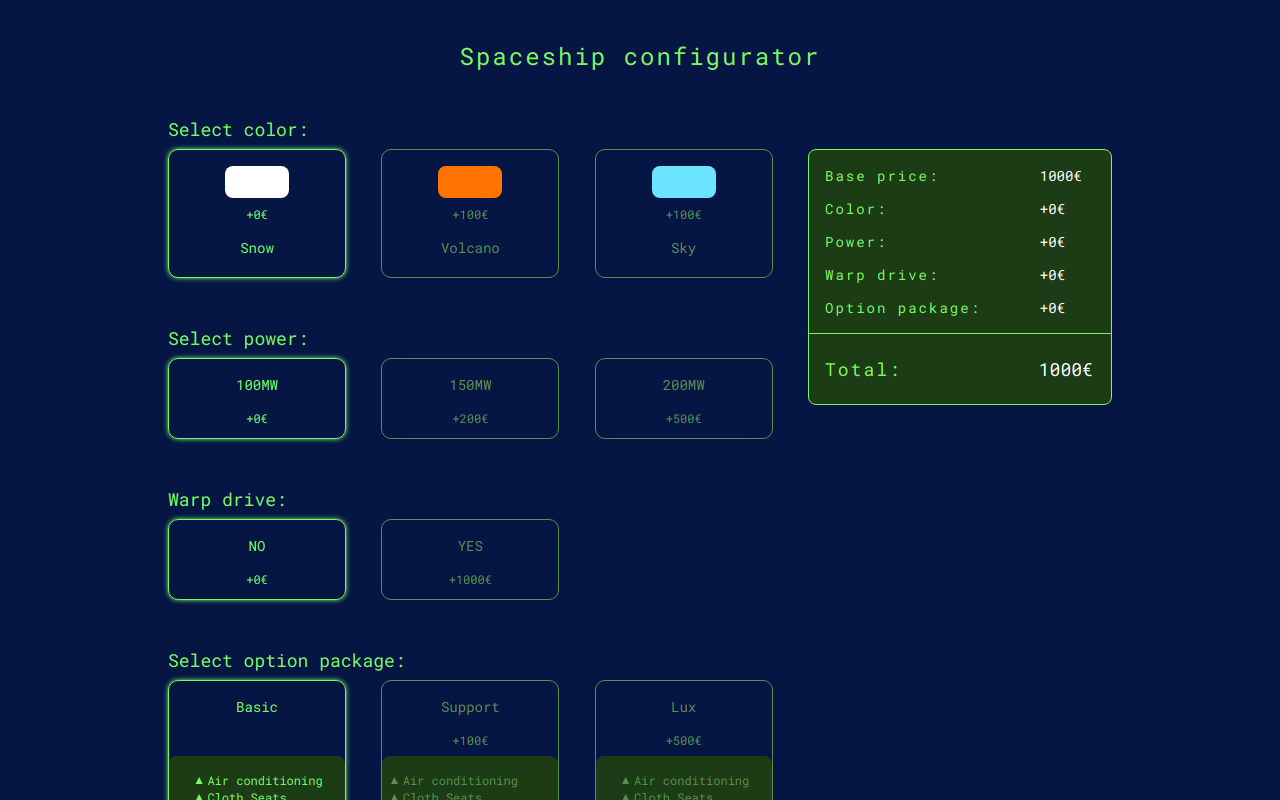 Spaceship configurator
Select color:
+0€
Snow
+100€
Volcano
+100€
Sky
Base price: 1000€
Color: +0€
Power: +0€
Warp drive: +0€
Option package: +0€
Total: 1000€
Select power:
100MW
+0€
150MW
+200€
200MW
+500€
Warp drive:
NO
+0€
YES
+1000€
Select option package:
Basic
▲ Air conditioning
▲ Cloth Seats
Support
+100€
▲ Air conditioning
▲ Cloth Seats
Lux
+500€
▲ Air conditioning
▲ Cloth Seats